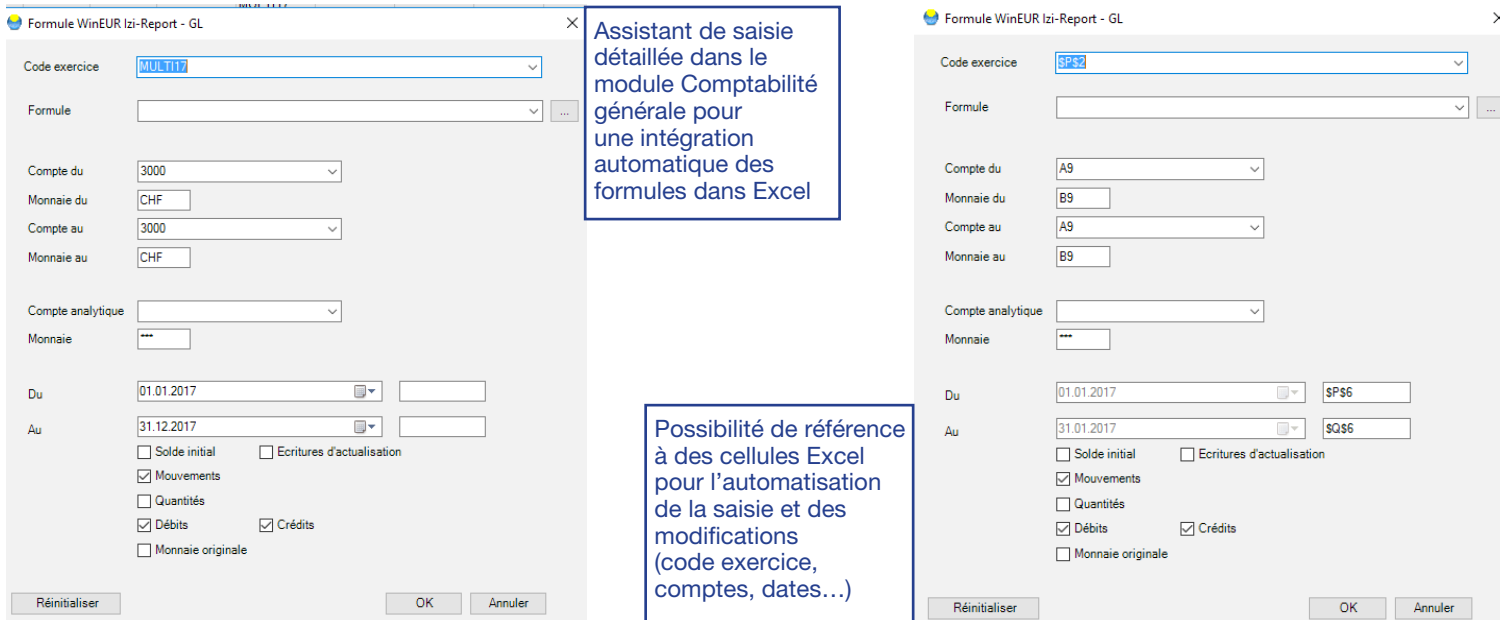 Formule WinEUR Izi-Report - GL
Code exercice MULTI17
Formule ...
Compte du 3000
Monnaie du CHF
Compte au 3000
Monnaie au CHF
Compte analytique
Monnaie ***
Du 01.01.2017
Au 31.12.2017
Solde initial Ecritures d'actualisation
Mouvements
Quantités
Débits Crédits
Monnaie originale
Réinitialiser OK Annuler
Assistant de saisie
détaillée dans le
module Comptabilité
générale pour
une intégration
automatique des
formules dans Excel
Possibilité de référence
à des cellules Excel
pour l’automatisation
de la saisie et des
modifications
(code exercice,
comptes, dates…)
Formule WinEUR Izi-Report - GL
Code exercice $P$2
Formule ...
Compte du A9
Monnaie du B9
Compte au A9
Monnaie au B9
Compte analytique
Monnaie ***
Du 01.01.2017 $P$6
Au 31.01.2017 $Q$6
Solde initial Ecritures d'actualisation
Mouvements
Quantités
Débits Crédits
Monnaie originale
Réinitialiser OK Annuler